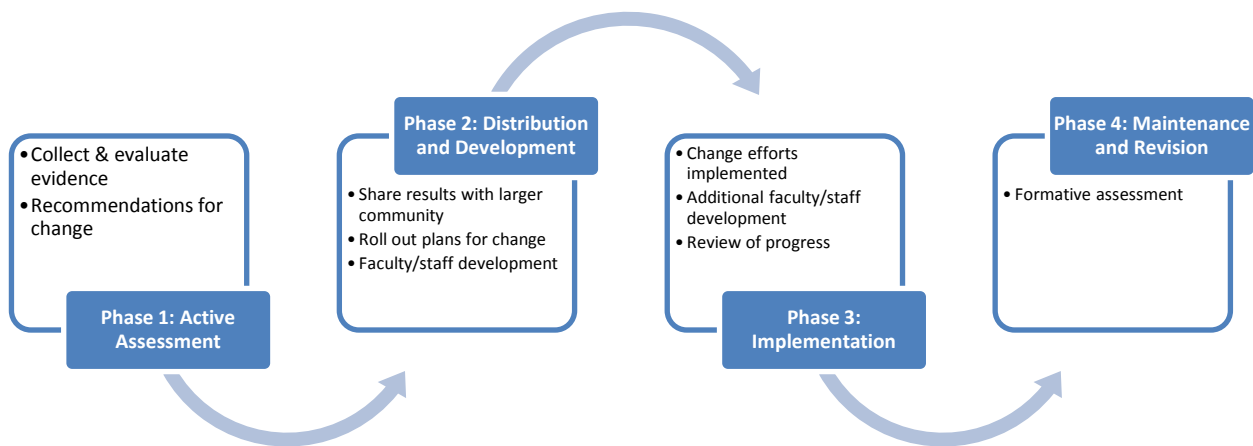 •Collect & evaluate
evidence
•Recommendations for
change
Phase 1: Active
Assessment
Phase 2: Distribution
and Development
•Share results with larger
community
•Roll out plans for change
•Faculty/staff development
•Change efforts
implemented
•Additional faculty/staff
development
•Review of progress
Phase 3:
Implementation
Phase 4: Maintenance
and Revision
•Formative assessment